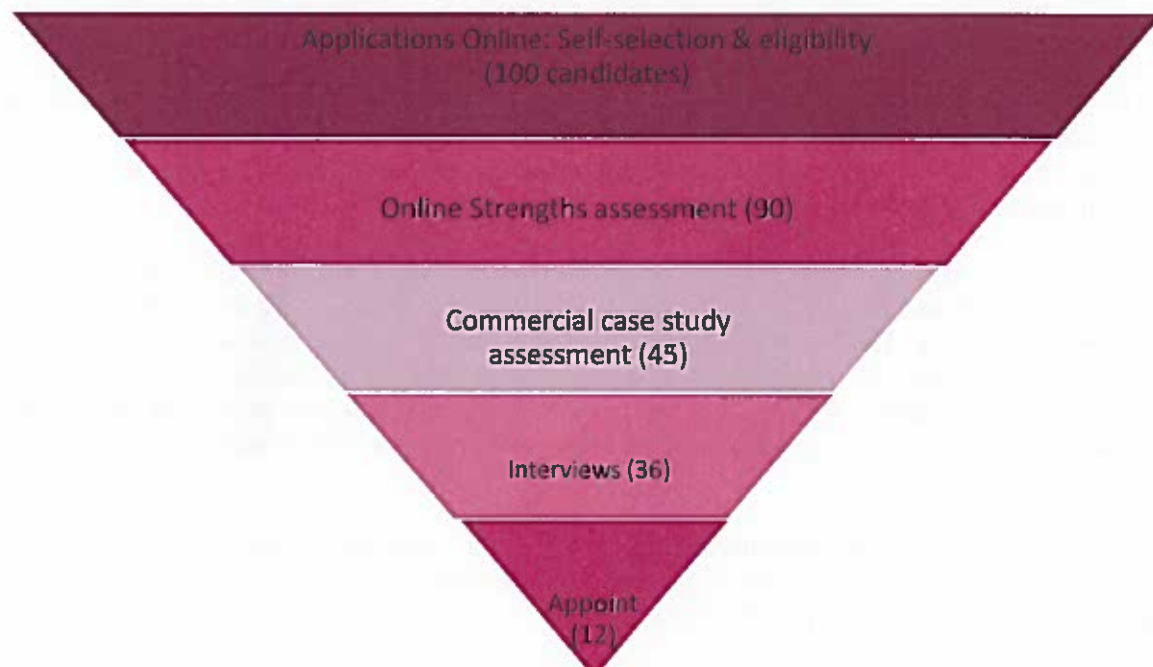 Applications Online: Self-selection & eligibility
(100 candidates)
Online Strengths assessment (90)
Commercial case study
assessment (45)
Interviews (36)
Appoint
(12)